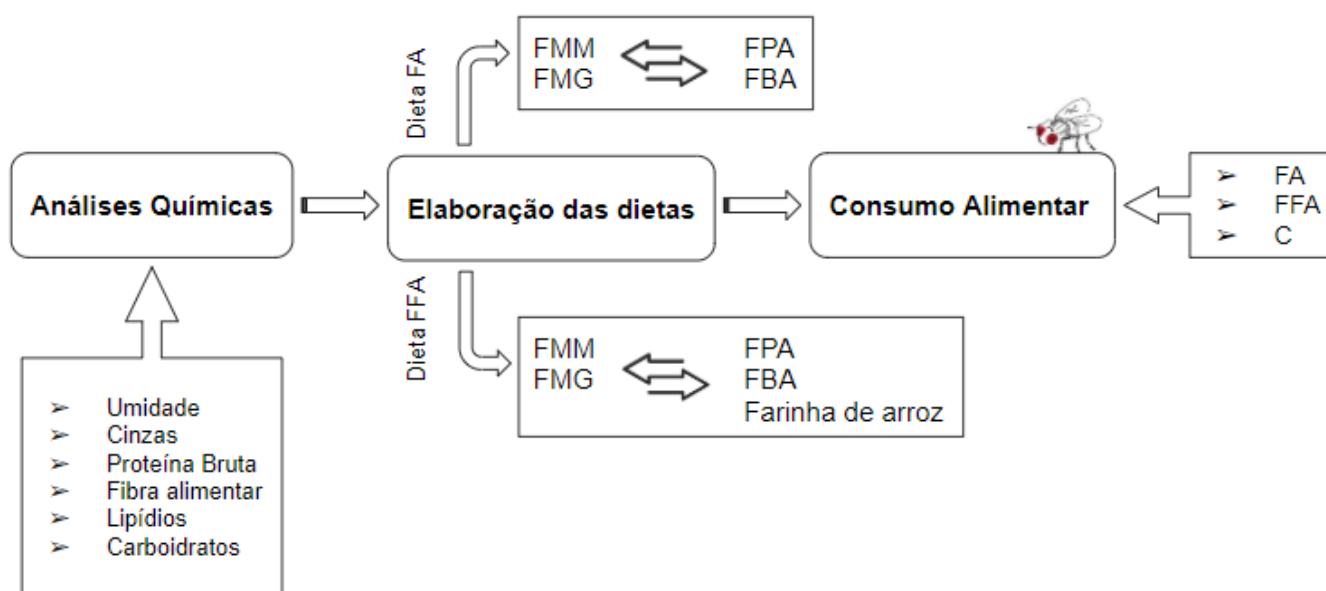 Dieta FA
FMM FPA
FMG FBA
Análises Químicas
Elaboração das dietas
Consumo Alimentar
➢ FA
➢ FFA
➢ C
Dieta FFA
FMM FPA
FMG FBA
Farinha de arroz
➢ Umidade
➢ Cinzas
➢ Proteína Bruta
➢ Fibra alimentar
➢ Lipídios
➢ Carboidratos